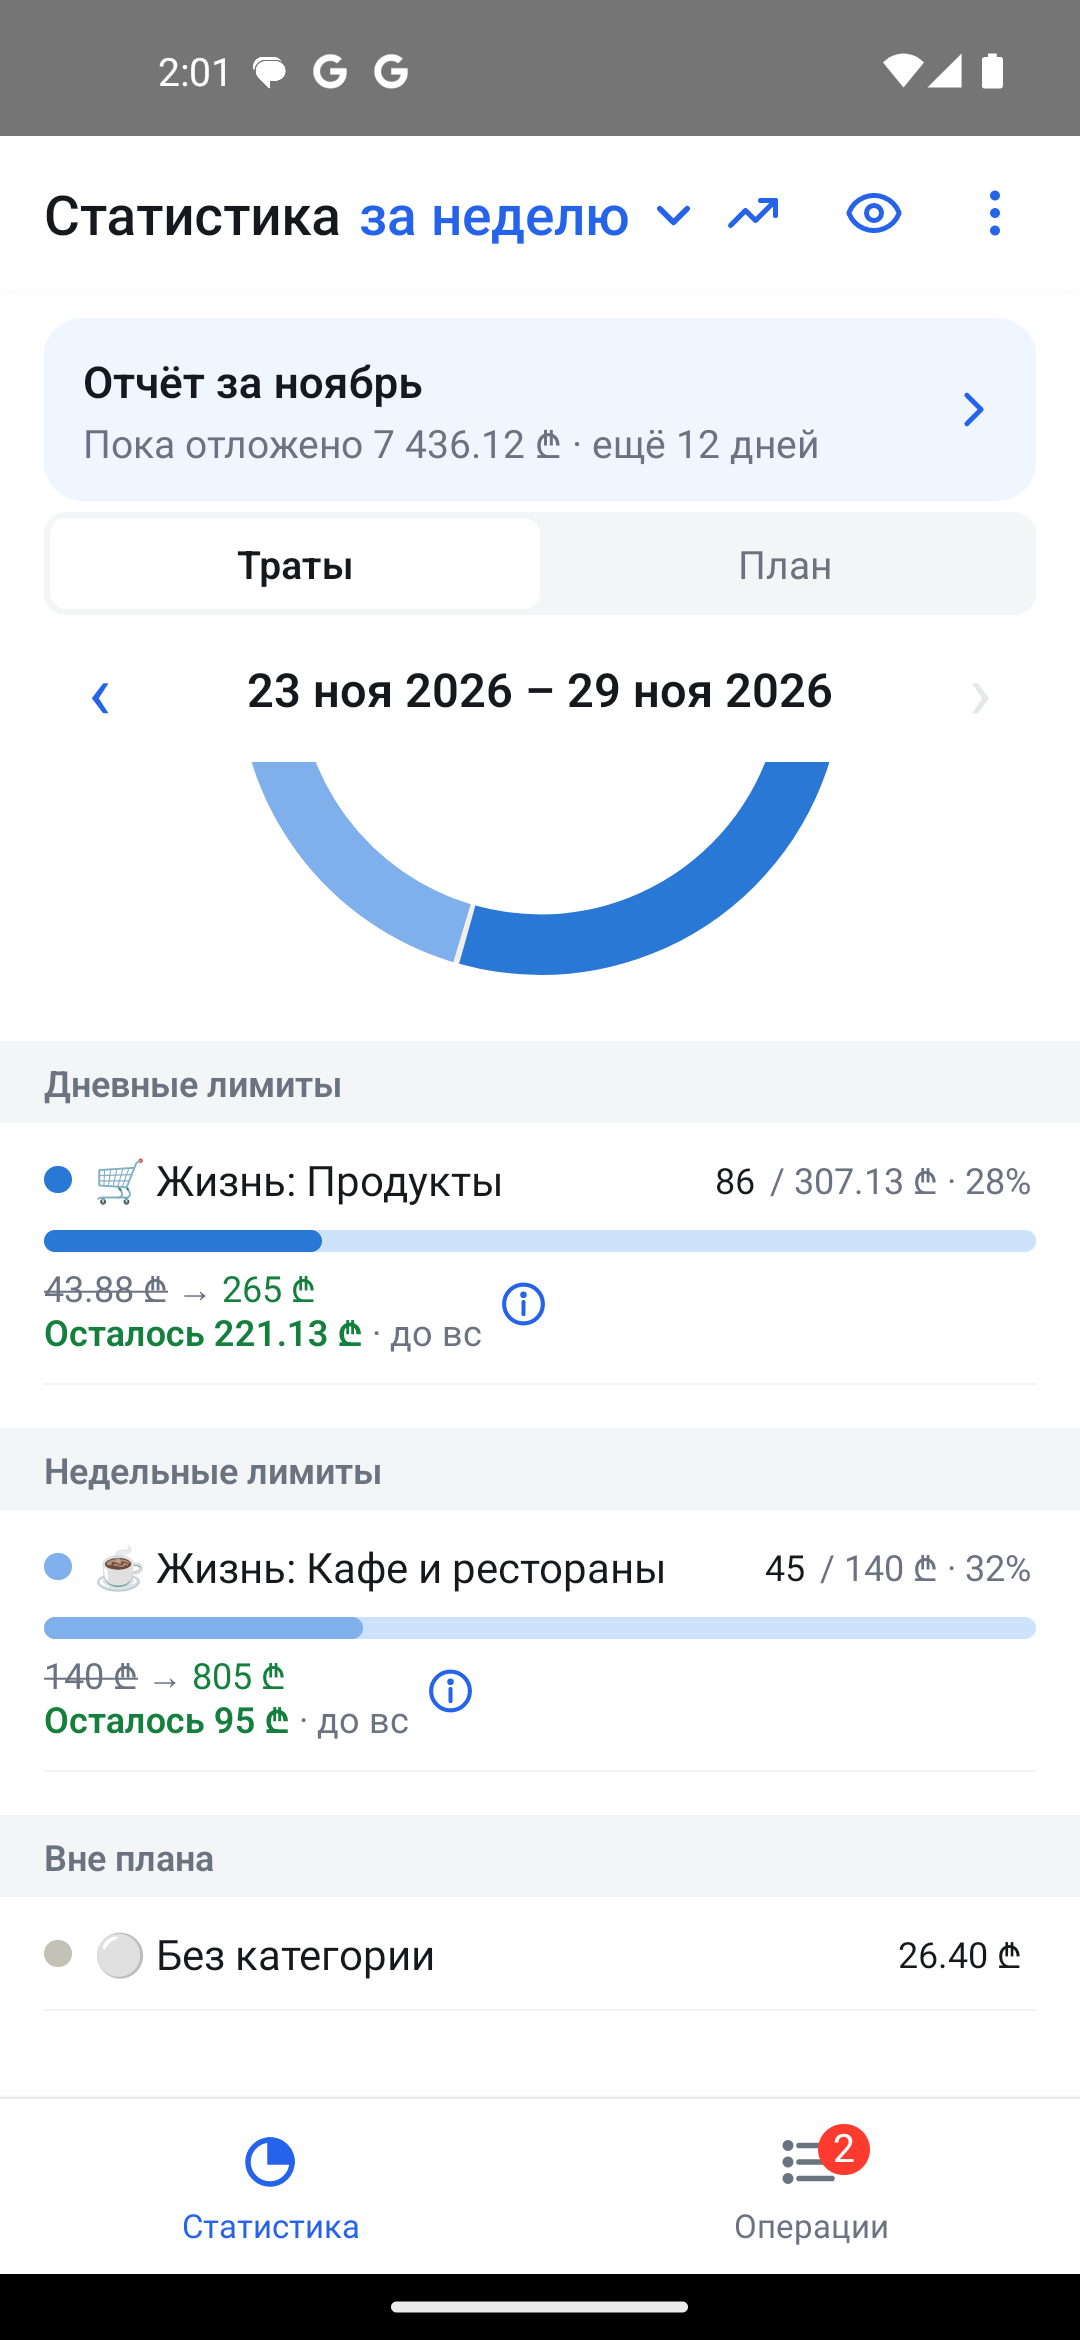 2:01
Статистика за неделю
Отчёт за ноябрь
Пока отложено 7 436.12 ₾ · ещё 12 дней
Траты
План
23 ноя 2026 – 29 ноя 2026
Дневные лимиты
Жизнь: Продукты 86 / 307.13 ₾ · 28%
43.88 ₾ → 265 ₾
Осталось 221.13 ₾ · до вс
Недельные лимиты
Жизнь: Кафе и рестораны 45 / 140 ₾ · 32%
140 ₾ → 805 ₾
Осталось 95 ₾ · до вс
Вне плана
Без категории 26.40 ₾
2
Статистика
Операции